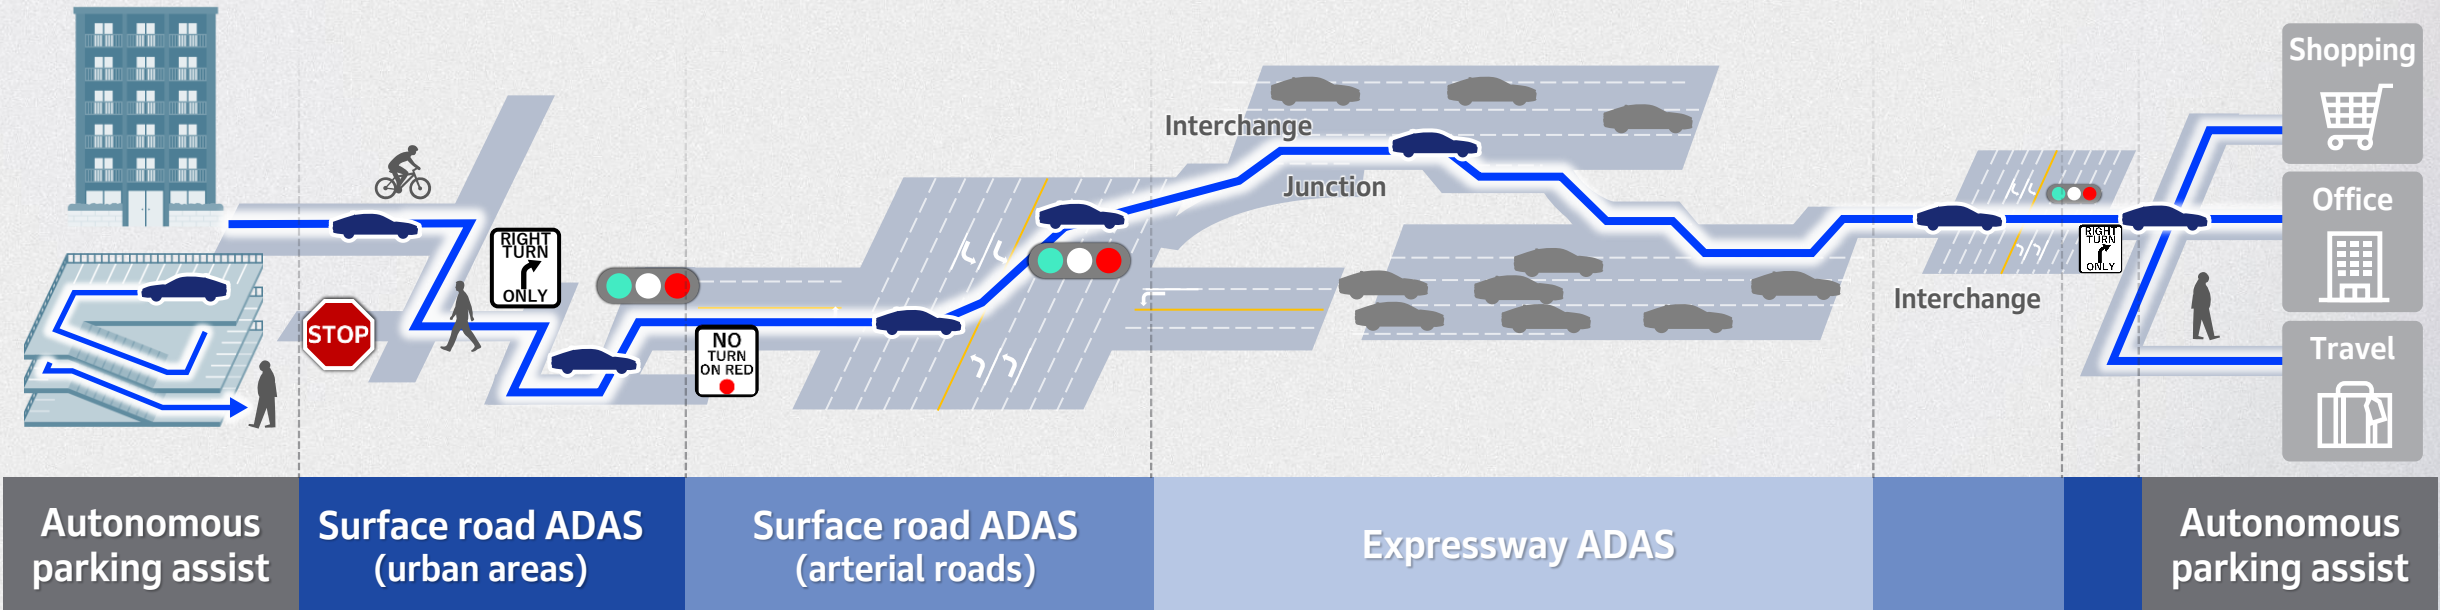 RIGHT
TURN
ONLY
STOP
NO
TURN
ON RED
Interchange
Junction
Interchange
RIGHT
TURN
ONLY
Shopping
Office
Travel
Autonomous
parking assist
Surface road ADAS
(urban areas)
Surface road ADAS
(arterial roads)
Expressway ADAS
Autonomous
parking assist